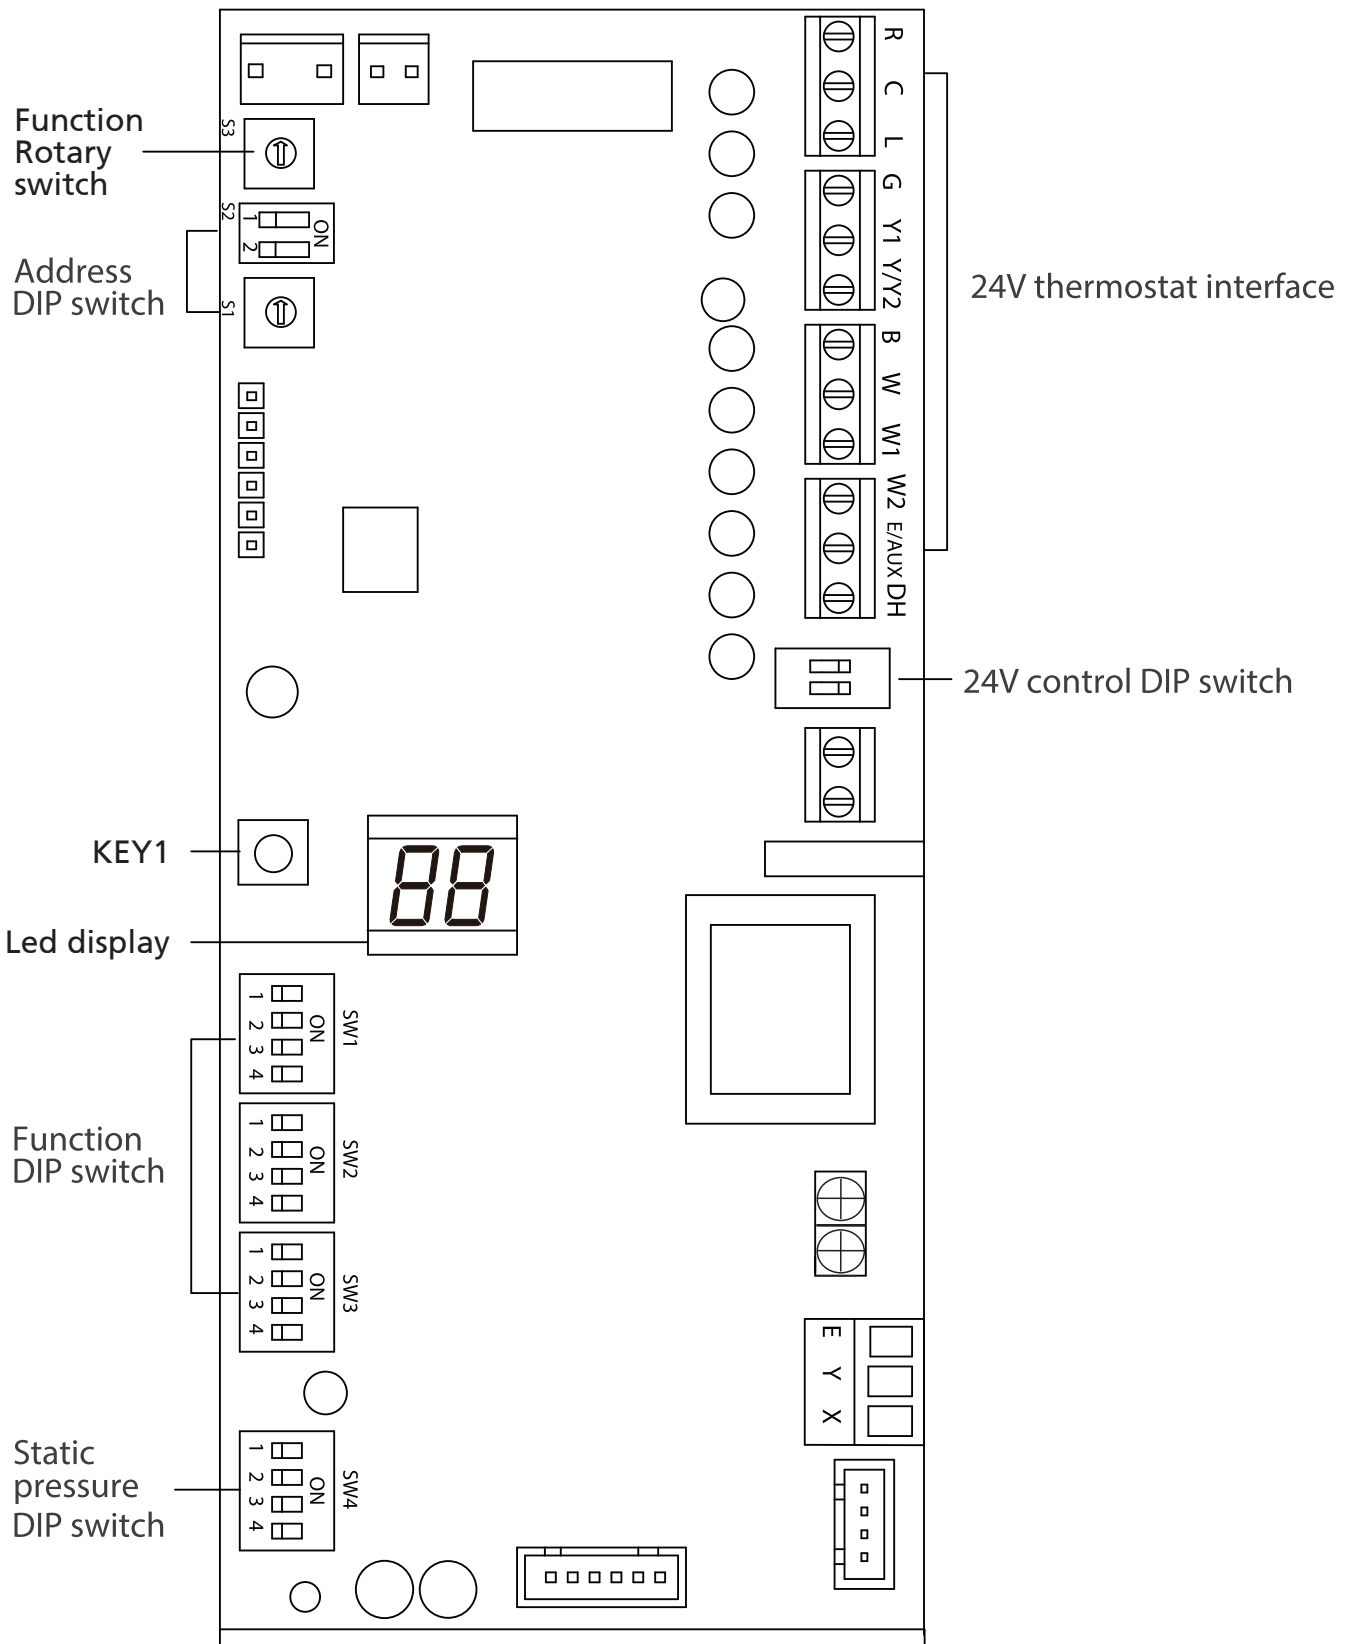 Function
Rotary
switch
S3
S2
1
2
ON
Address
DIP switch
S1
R
C
L
G
Y1
Y/Y2
B
W
W1
W2
E/AUX
DH
24V thermostat interface
24V control DIP switch
KEY1
88
Led display
1
2
3
4
ON
SW1
Function
DIP switch
1
2
3
4
ON
SW2
1
2
3
4
ON
SW3
E
Y
X
Static
pressure
DIP switch
1
2
3
4
ON
SW4